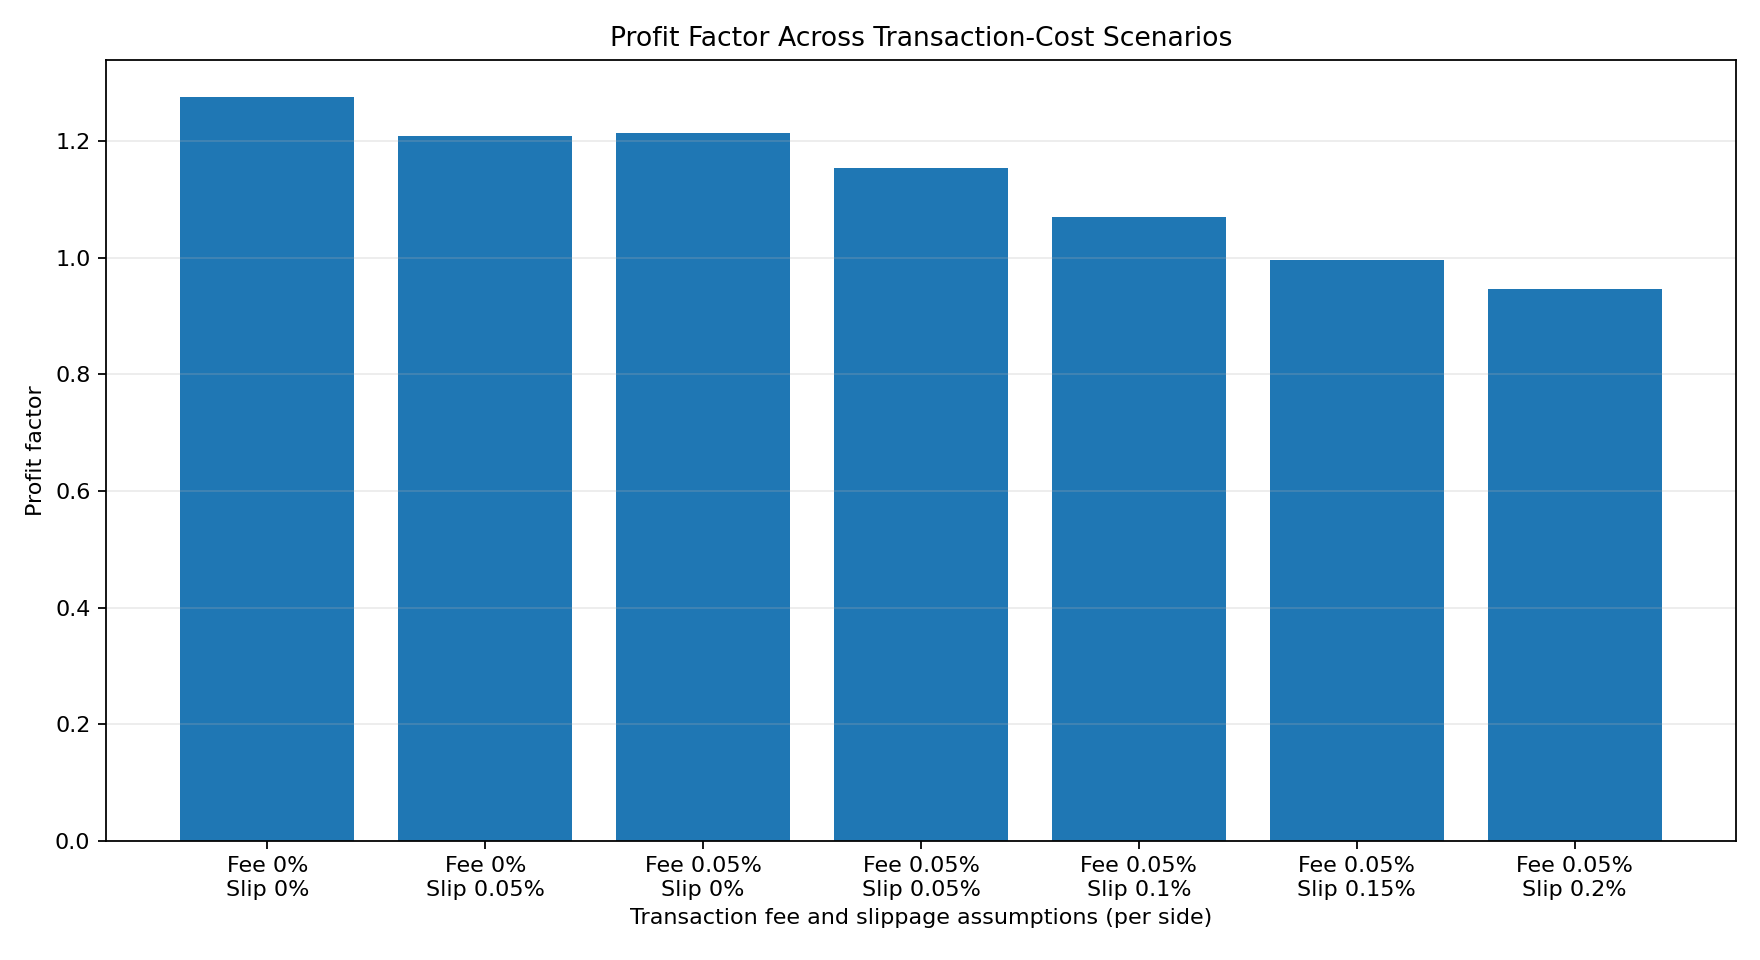 Profit Factor Across Transaction-Cost Scenarios
Profit factor
1.2
1.0
0.8
0.6
0.4
0.2
0.0
Fee 0%
Slip 0%
Fee 0%
Slip 0.05%
Fee 0.05%
Slip 0%
Fee 0.05%
Slip 0.05%
Fee 0.05%
Slip 0.1%
Fee 0.05%
Slip 0.15%
Fee 0.05%
Slip 0.2%
Transaction fee and slippage assumptions (per side)